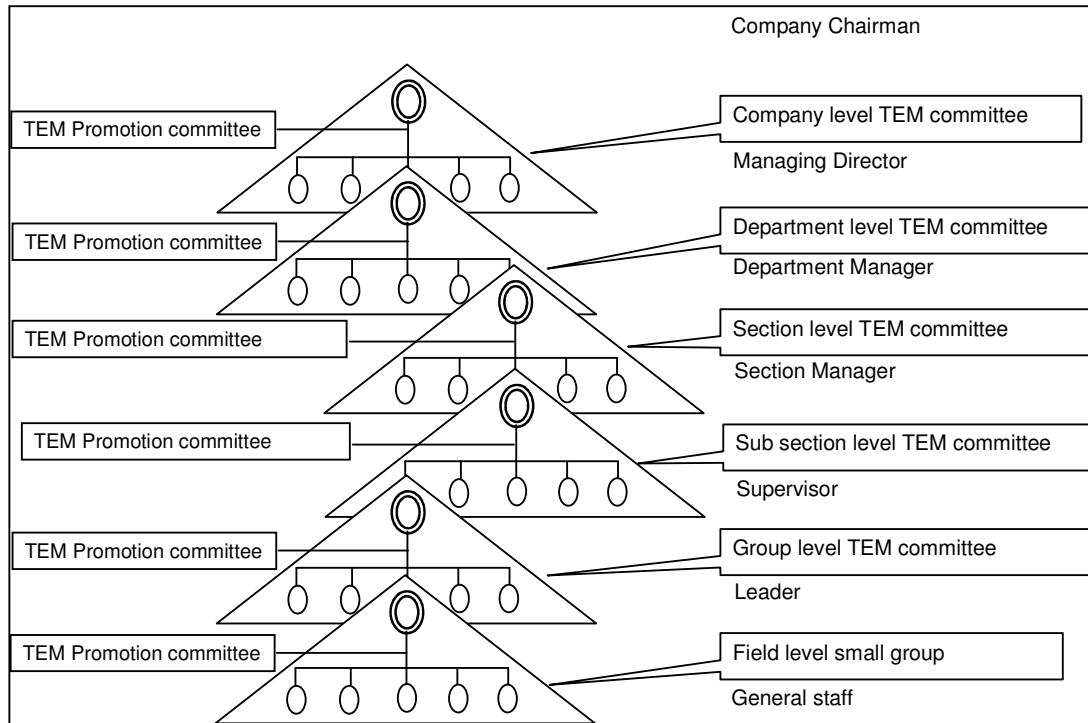 Company Chairman
TEM Promotion committee
Company level TEM committee
Managing Director
TEM Promotion committee
Department level TEM committee
Department Manager
TEM Promotion committee
Section level TEM committee
Section Manager
TEM Promotion committee
Sub section level TEM committee
Supervisor
TEM Promotion committee
Group level TEM committee
Leader
TEM Promotion committee
Field level small group
General staff